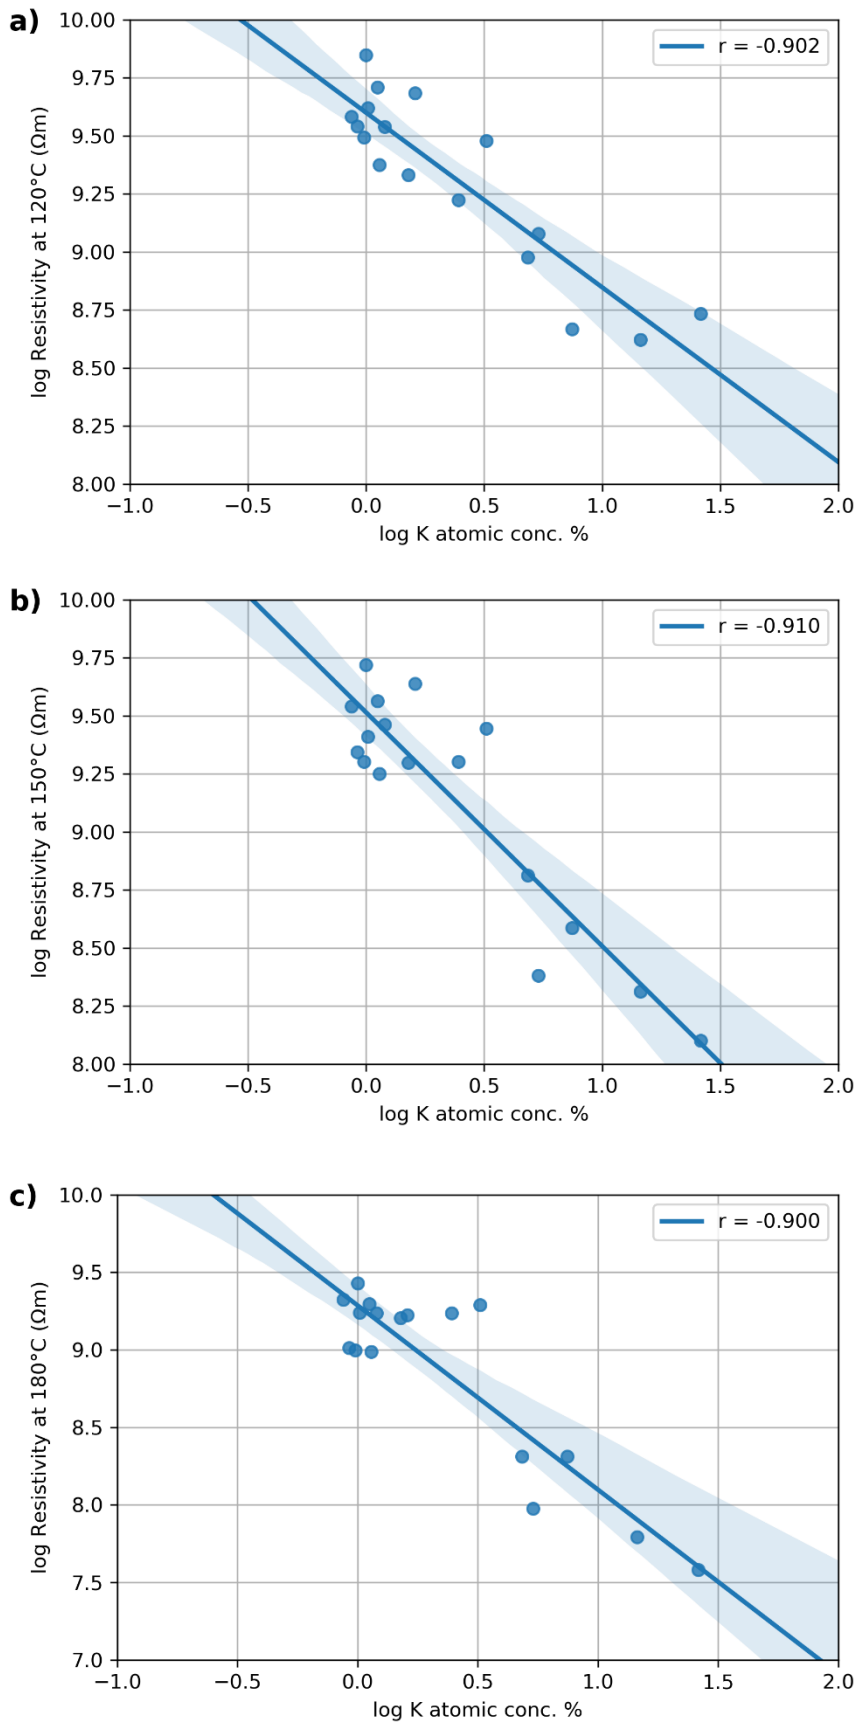 a)
r = -0.902
log Resistivity at 120°C (Ωm)
10.00
9.75
9.50
9.25
9.00
8.75
8.50
8.25
8.00
−1.0 −0.5 0.0 0.5 1.0 1.5 2.0
log K atomic conc. %
b)
r = -0.910
log Resistivity at 150°C (Ωm)
10.00
9.75
9.50
9.25
9.00
8.75
8.50
8.25
8.00
−1.0 −0.5 0.0 0.5 1.0 1.5 2.0
log K atomic conc. %
c)
r = -0.900
log Resistivity at 180°C (Ωm)
10.0
9.5
9.0
8.5
8.0
7.5
7.0
−1.0 −0.5 0.0 0.5 1.0 1.5 2.0
log K atomic conc. %